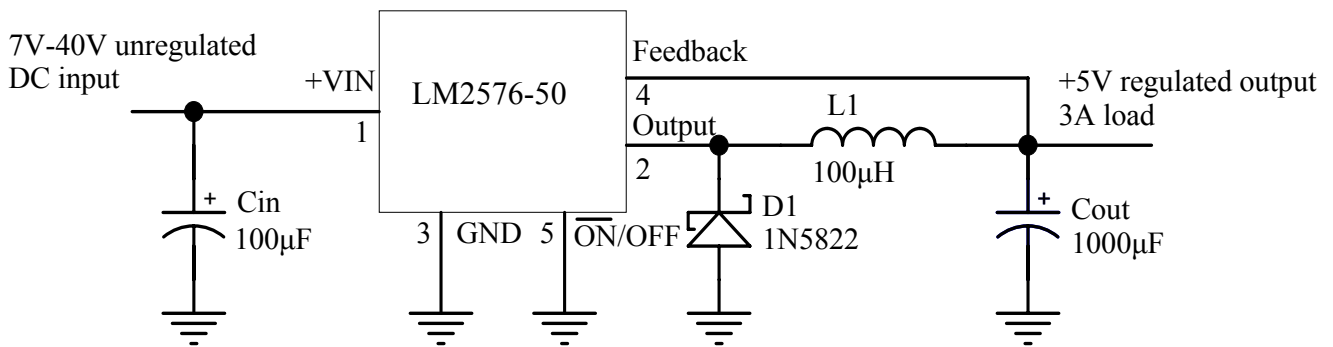 7V-40V unregulated
DC input
+VIN
1
LM2576-50
Feedback
4
Output
2
L1
100μH
+5V regulated output
3A load
+
Cin
100μF
3
GND
5
ON/OFF
D1
1N5822
+
Cout
1000μF